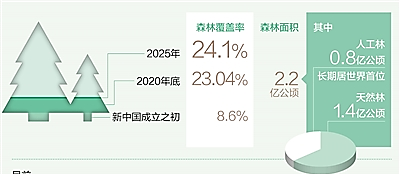 森林覆盖率
森林面积
其中
2025年
24.1%
2020年底
23.04%
新中国成立之初
8.6%
2.2
亿公顷
人工林
0.8亿公顷
长期居世界首位
天然林
1.4亿公顷